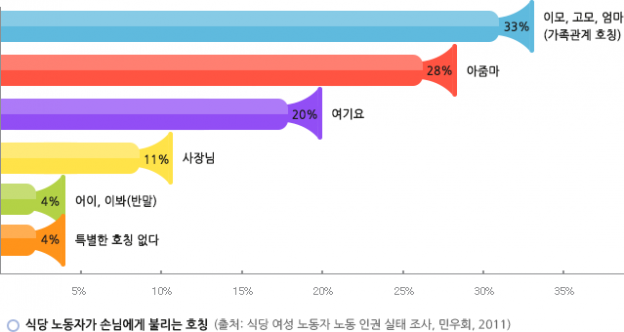 33%
이모, 고모, 엄마
(가족관계 호칭)
28%
아줌마
20%
여기요
11%
사장님
4%
어이, 이봐(반말)
4%
특별한 호칭 없다
5% 10% 15% 20% 25% 30% 35%
식당 노동자가 손님에게 불리는 호칭 (출처: 식당 여성 노동자 노동 인권 실태 조사, 민우회, 2011)